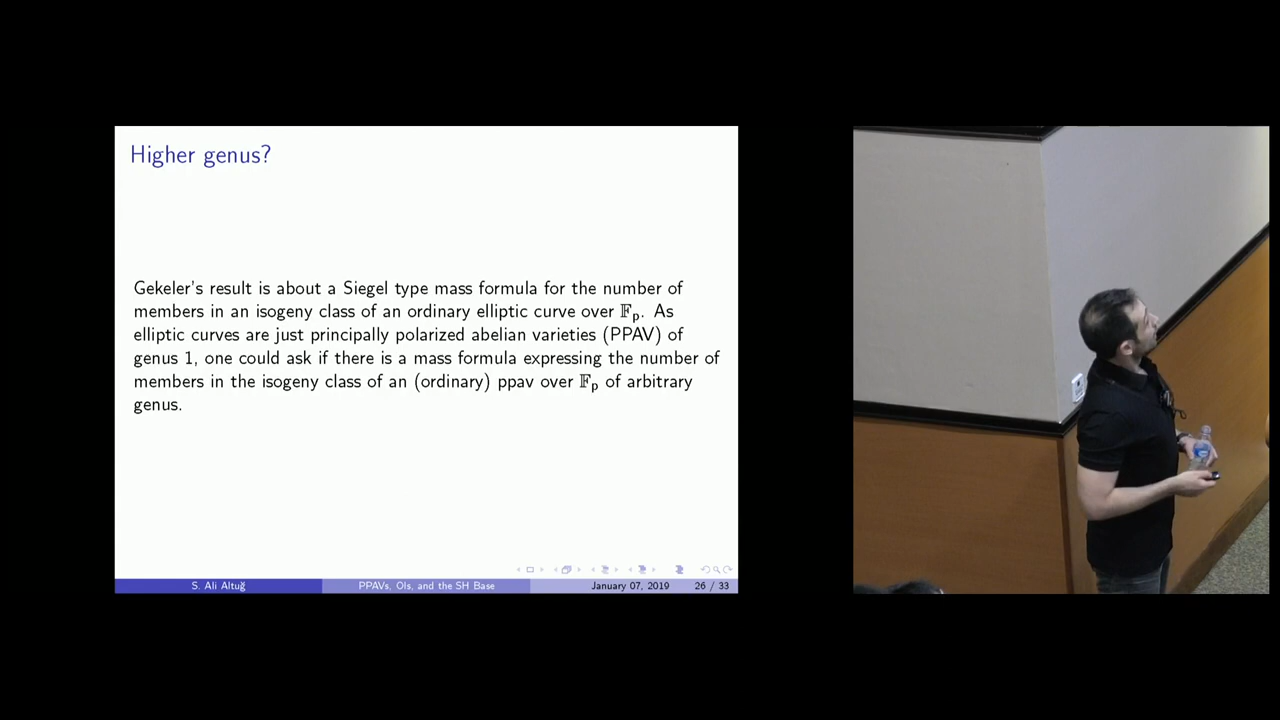 Higher genus?
Gekeler's result is about a Siegel type mass formula for the number of
members in an isogeny class of an ordinary elliptic curve over 𝔽ₚ. As
elliptic curves are just principally polarized abelian varieties (PPAV) of
genus 1, one could ask if there is a mass formula expressing the number of
members in the isogeny class of an (ordinary) ppav over 𝔽ₚ of arbitrary
genus.
S. Ali Altuğ PPAVs, OIs, and the SH Base January 07, 2019 26 / 33